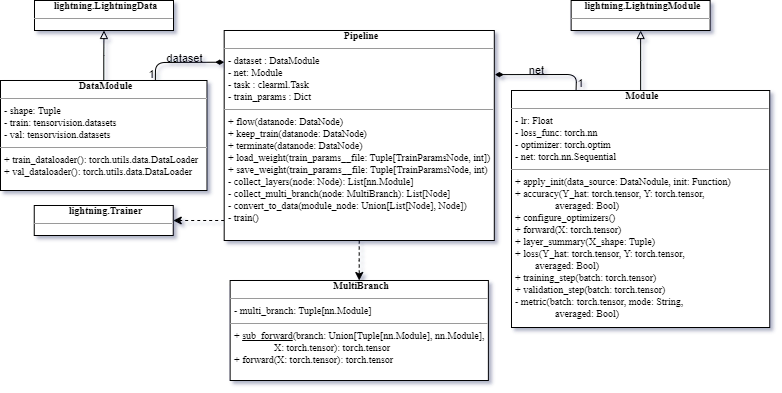 lightning.LightningData
lightning.LightningModule
Pipeline
- dataset : DataModule
- net: Module
- task : clearml.Task
- train_params : Dict
+ flow(datanode: DataNode)
+ keep_train(datanode: DataNode)
+ terminate(datanode: DataNode)
+ load_weight(train_params__file: Tuple[TrainParamsNode, int])
+ save_weight(train_params__file: Tuple[TrainParamsNode, int)
- collect_layers(node: Node): List[nn.Module]
- collect_multi_branch(node: MultiBranch): List[Node]
- convert_to_data(module_node: Union[List[Node], Node])
- train()
dataset
1
net
1
DataModule
- shape: Tuple
- train: tensorvision.datasets
- val: tensorvision.datasets
+ train_dataloader(): torch.utils.data.DataLoader
+ val_dataloader(): torch.utils.data.DataLoader
Module
- lr: Float
- loss_func: torch.nn
- optimizer: torch.optim
- net: torch.nn.Sequential
+ apply_init(data_source: DataNodule, init: Function)
+ accuracy(Y_hat: torch.tensor, Y: torch.tensor,
averaged: Bool)
+ configure_optimizers()
+ forward(X: torch.tensor)
+ layer_summary(X_shape: Tuple)
+ loss(Y_hat: torch.tensor, Y: torch.tensor,
averaged: Bool)
+ training_step(batch: torch.tensor)
+ validation_step(batch: torch.tensor)
- metric(batch: torch.tensor, mode: String,
averaged: Bool)
lightning.Trainer
MultiBranch
- multi_branch: Tuple[nn.Module]
+ sub_forward(branch: Union[Tuple[nn.Module], nn.Module],
X: torch.tensor): torch.tensor
+ forward(X: torch.tensor): torch.tensor